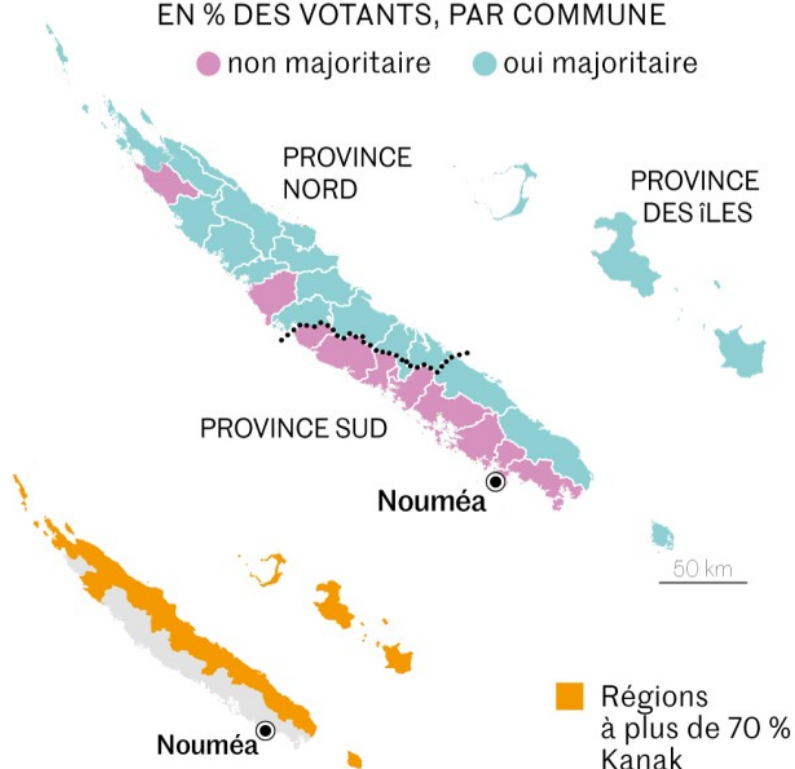 EN % DES VOTANTS, PAR COMMUNE
non majoritaire
oui majoritaire
PROVINCE
NORD
PROVINCE
DES îLES
PROVINCE SUD
Nouméa
50 km
Nouméa
Régions
à plus de 70 %
Kanak